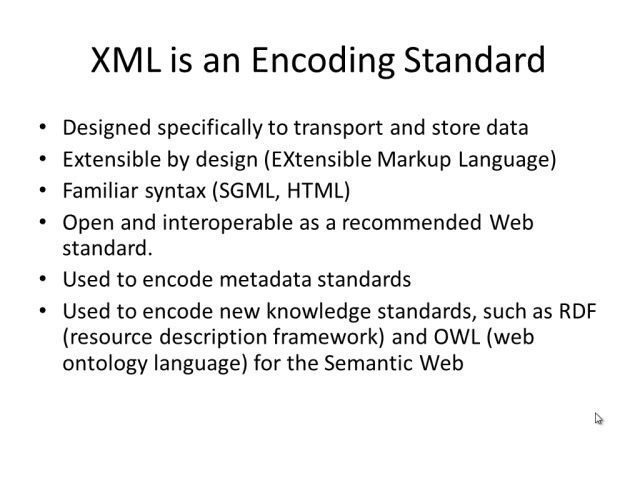 XML is an Encoding Standard
• Designed specifically to transport and store data
• Extensible by design (EXtensible Markup Language)
• Familiar syntax (SGML, HTML)
• Open and interoperable as a recommended Web
standard.
• Used to encode metadata standards
• Used to encode new knowledge standards, such as RDF
(resource description framework) and OWL (web
ontology language) for the Semantic Web